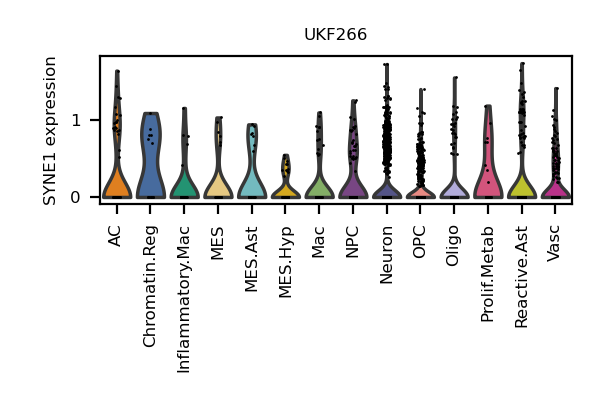 UKF266
SYNE1 expression
1
0
AC
Chromatin.Reg
Inflammatory.Mac
MES
MES.Ast
MES.Hyp
Mac
NPC
Neuron
OPC
Oligo
Prolif.Metab
Reactive.Ast
Vasc